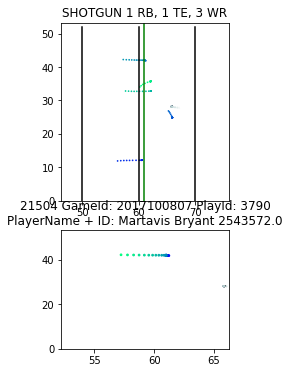 SHOTGUN 1 RB, 1 TE, 3 WR
50
40
30
20
10
0
50 60 70
21504 GameId: 2017100807 PlayId: 3790
PlayerName + ID: Martavis Bryant 2543572.0
40
20
0
55 60 65